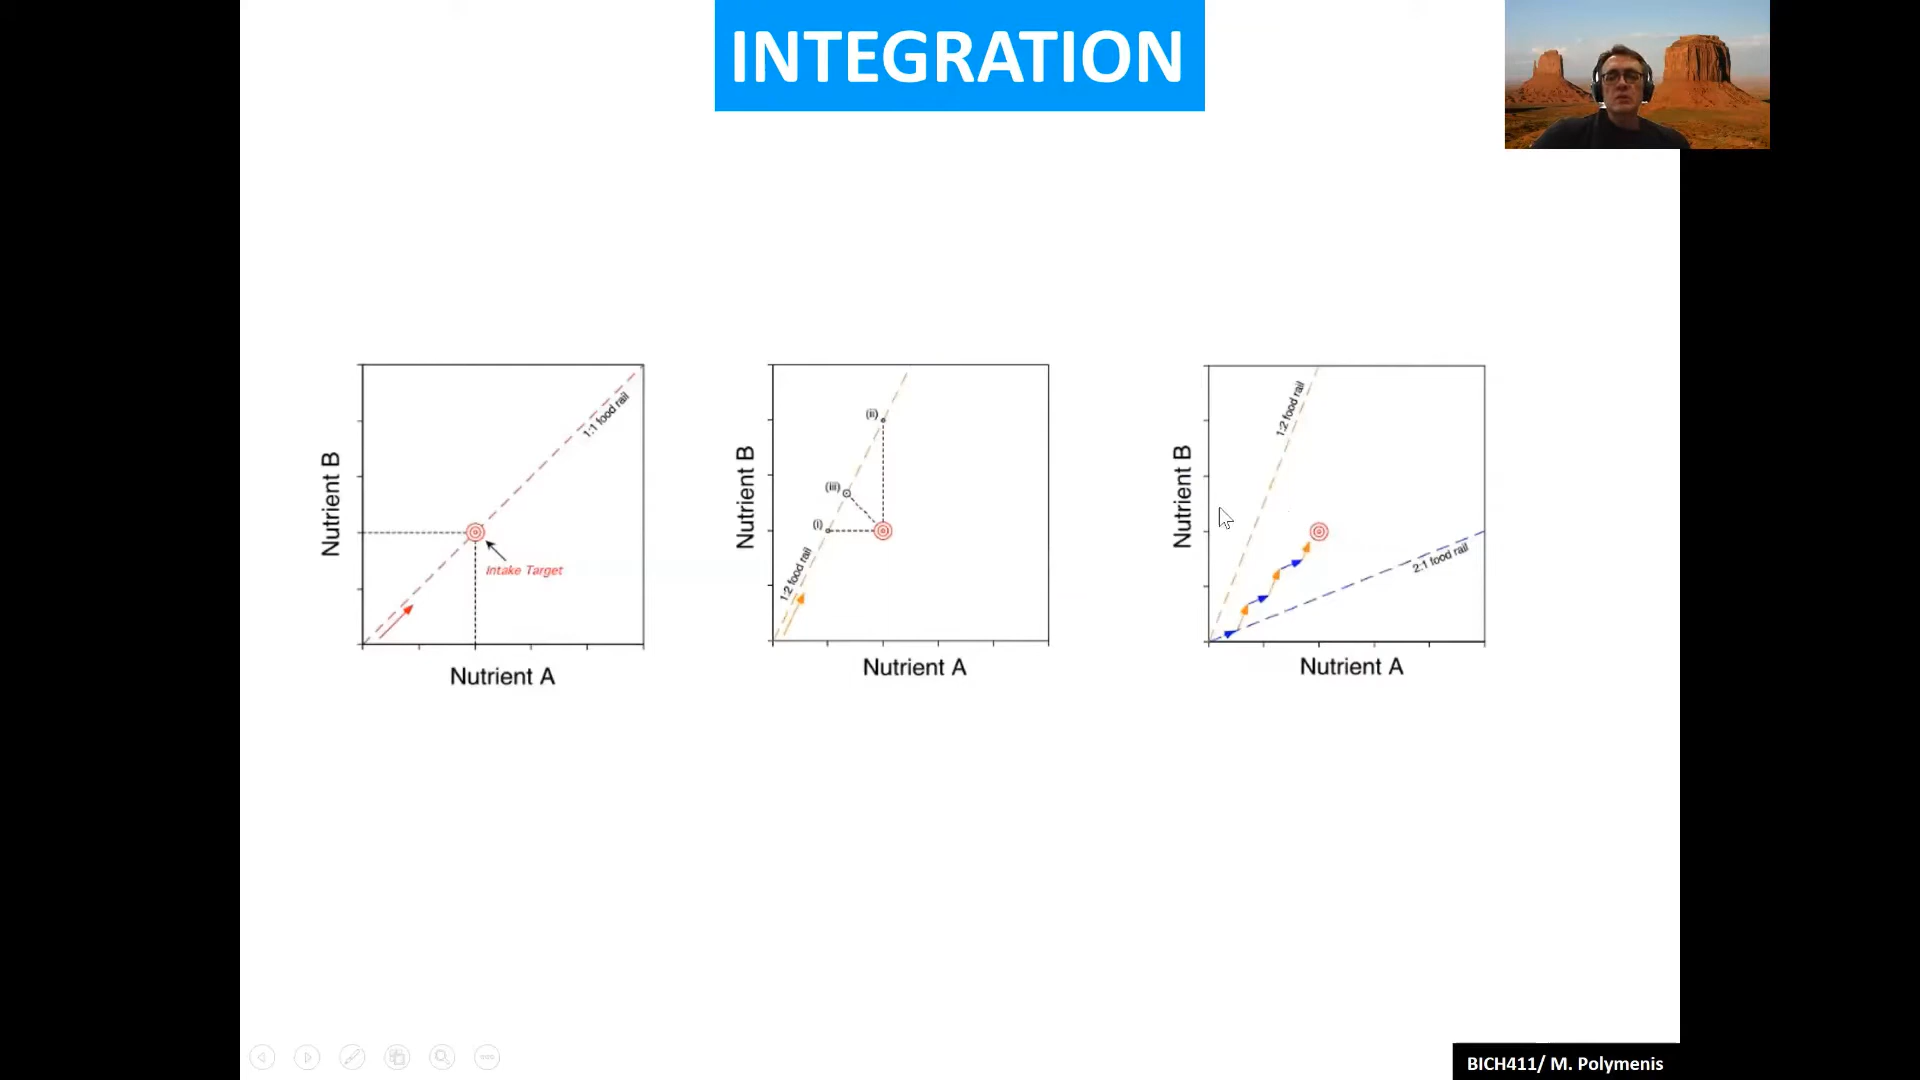 INTEGRATION
Nutrient B
1:1 food rail
Intake Target
Nutrient A
Nutrient B
(ii)
(iii)
(i)
1:2 food rail
Nutrient A
Nutrient B
1:2 food rail
2:1 food rail
Nutrient A
BICH411/ M. Polymenis